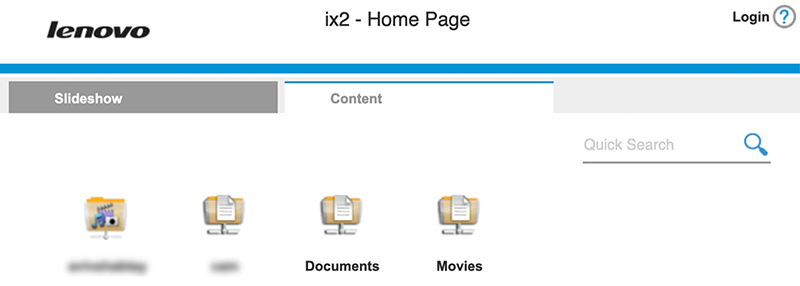 lenovo
ix2 - Home Page
Login ?
Slideshow
Content
Quick Search
Documents
Movies